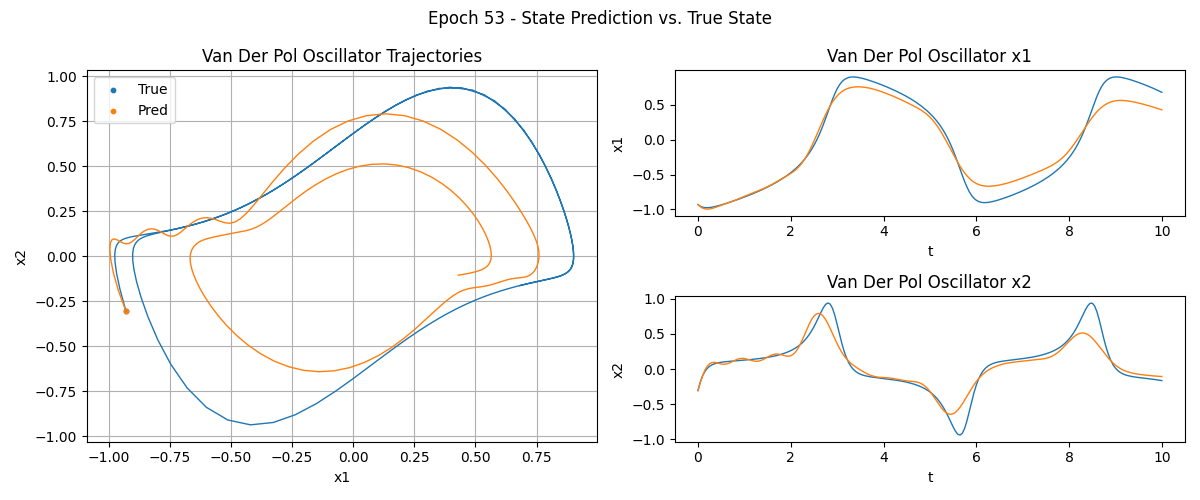 Epoch 53 - State Prediction vs. True State
Van Der Pol Oscillator Trajectories
True
Pred
1.00
0.75
0.50
0.25
0.00
−0.25
−0.50
−0.75
−1.00
x2
−1.00 −0.75 −0.50 −0.25 0.00 0.25 0.50 0.75
x1
Van Der Pol Oscillator x1
0.5
0.0
−0.5
−1.0
x1
0 2 4 6 8 10
t
Van Der Pol Oscillator x2
1.0
0.5
0.0
−0.5
−1.0
x2
0 2 4 6 8 10
t